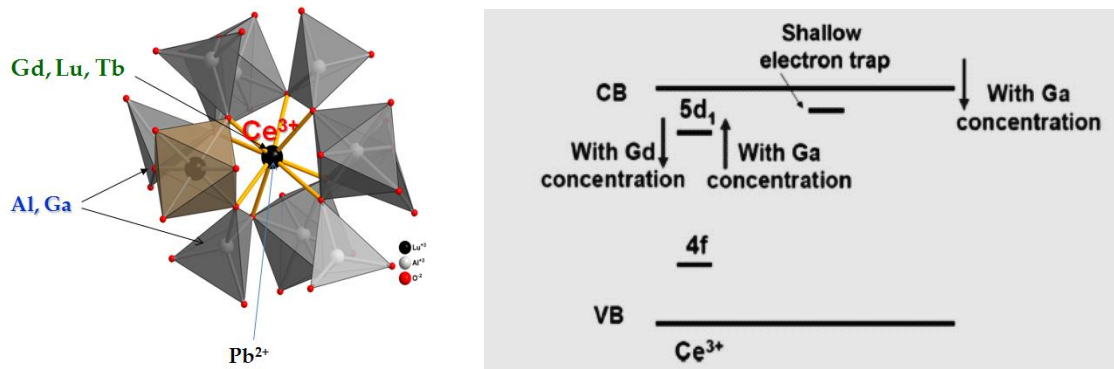 Gd, Lu, Tb
Ce³⁺
Al, Ga
Lu⁺³
Al⁺³
O⁻²
Pb²⁺
Shallow
electron trap
CB
5d₁
With Ga
concentration
With Gd
concentration
With Ga
concentration
4f
VB
Ce³⁺